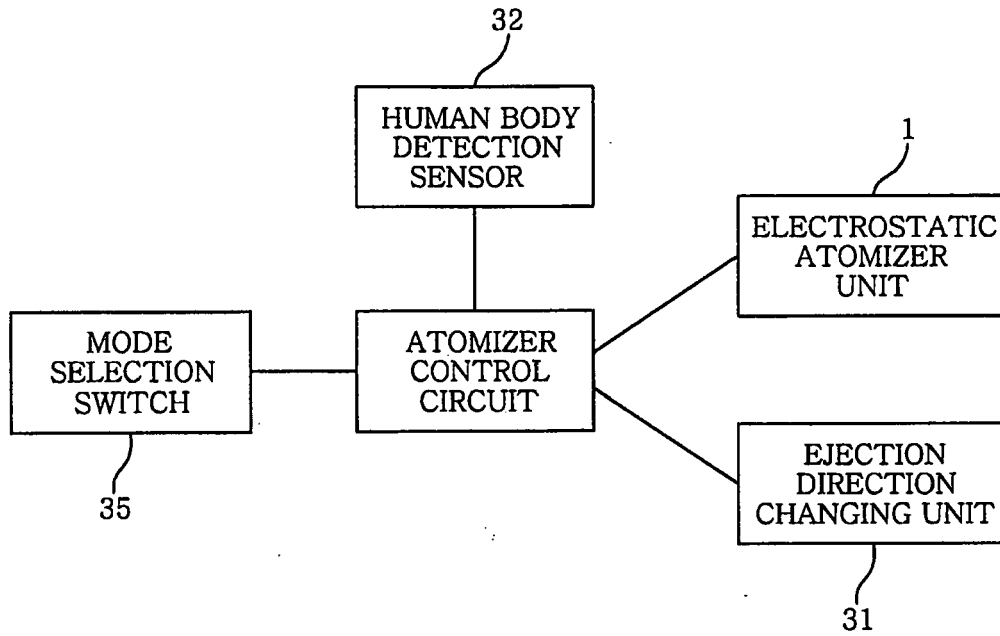 32
HUMAN BODY
DETECTION
SENSOR
1
ELECTROSTATIC
ATOMIZER
UNIT
MODE
SELECTION
SWITCH
35
ATOMIZER
CONTROL
CIRCUIT
EJECTION
DIRECTION
CHANGING UNIT
31